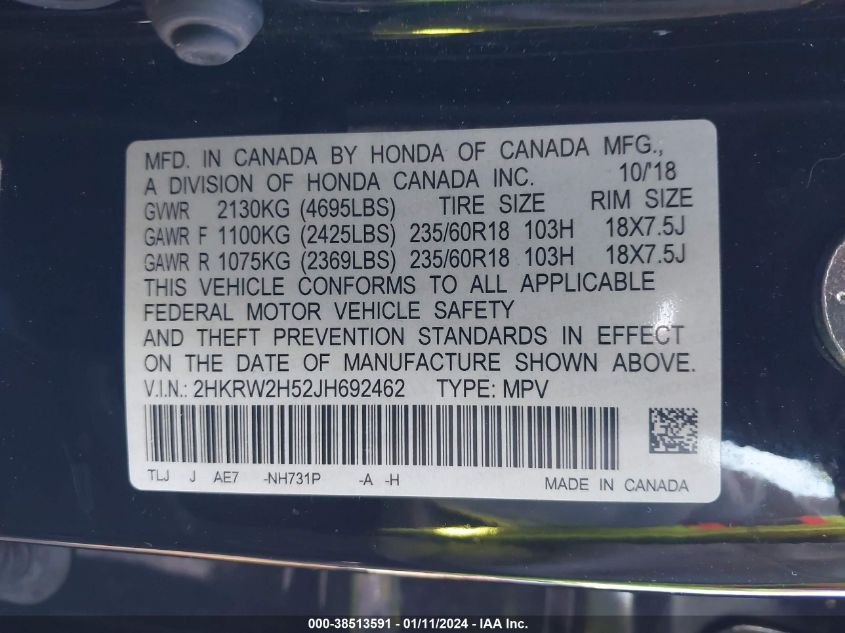 MFD. IN CANADA BY HONDA OF CANADA MFG.,
A DIVISION OF HONDA CANADA INC. 10/'18
GVWR 2130KG (4695LBS) TIRE SIZE RIM SIZE
GAWR F 1100KG (2425LBS) 235/60R18 103H 18X7.5J
GAWR R 1075KG (2369LBS) 235/60R18 103H 18X7.5J
THIS VEHICLE CONFORMS TO ALL APPLICABLE
FEDERAL MOTOR VEHICLE SAFETY
AND THEFT PREVENTION STANDARDS IN EFFECT
ON THE DATE OF MANUFACTURE SHOWN ABOVE.
V.I.N.: 2HKRW2H52JH692462 TYPE: MPV
TLJ J AE7 -NH731P -A -H MADE IN CANADA
000-38513591 - 01/11/2024 - IAA Inc.